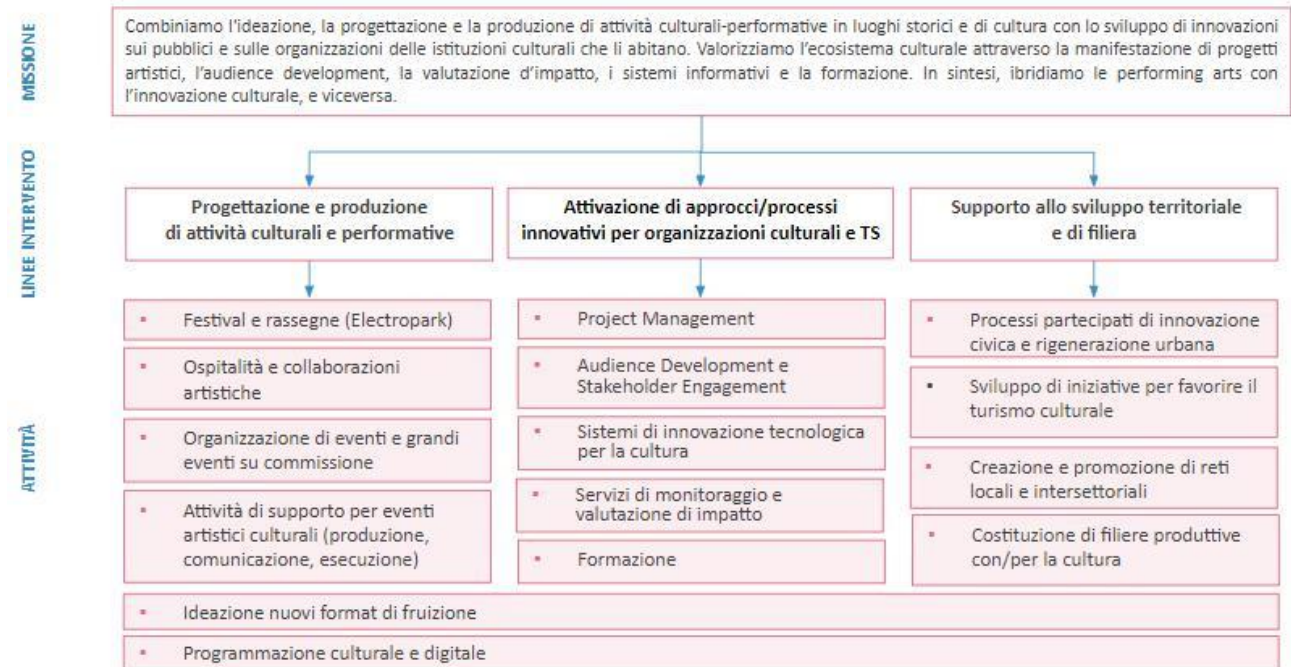 MISSIONE
Combiniamo l'ideazione, la progettazione e la produzione di attività culturali-performative in luoghi storici e di cultura con lo sviluppo di innovazioni
sui pubblici e sulle organizzazioni delle istituzioni culturali che li abitano. Valorizziamo l'ecosistema culturale attraverso la manifestazione di progetti
artistici, l'audience development, la valutazione d'impatto, i sistemi informativi e la formazione. In sintesi, ibridiamo le performing arts con
l'innovazione culturale, e viceversa.
LINEE INTERVENTO
Progettazione e produzione
di attività culturali e performative
Attivazione di approcci/processi
innovativi per organizzazioni culturali e TS
Supporto allo sviluppo territoriale
e di filiera
ATTIVITÀ
▪ Festival e rassegne (Electropark)
▪ Ospitalità e collaborazioni
artistiche
▪ Organizzazione di eventi e grandi
eventi su commissione
▪ Attività di supporto per eventi
artistici culturali (produzione,
comunicazione, esecuzione)
▪ Project Management
▪ Audience Development e
Stakeholder Engagement
▪ Sistemi di innovazione tecnologica
per la cultura
▪ Servizi di monitoraggio e
valutazione di impatto
▪ Formazione
▪ Processi partecipati di innovazione
civica e rigenerazione urbana
▪ Sviluppo di iniziative per favorire il
turismo culturale
▪ Creazione e promozione di reti
locali e intersettoriali
▪ Costituzione di filiere produttive
con/per la cultura
▪ Ideazione nuovi format di fruizione
▪ Programmazione culturale e digitale